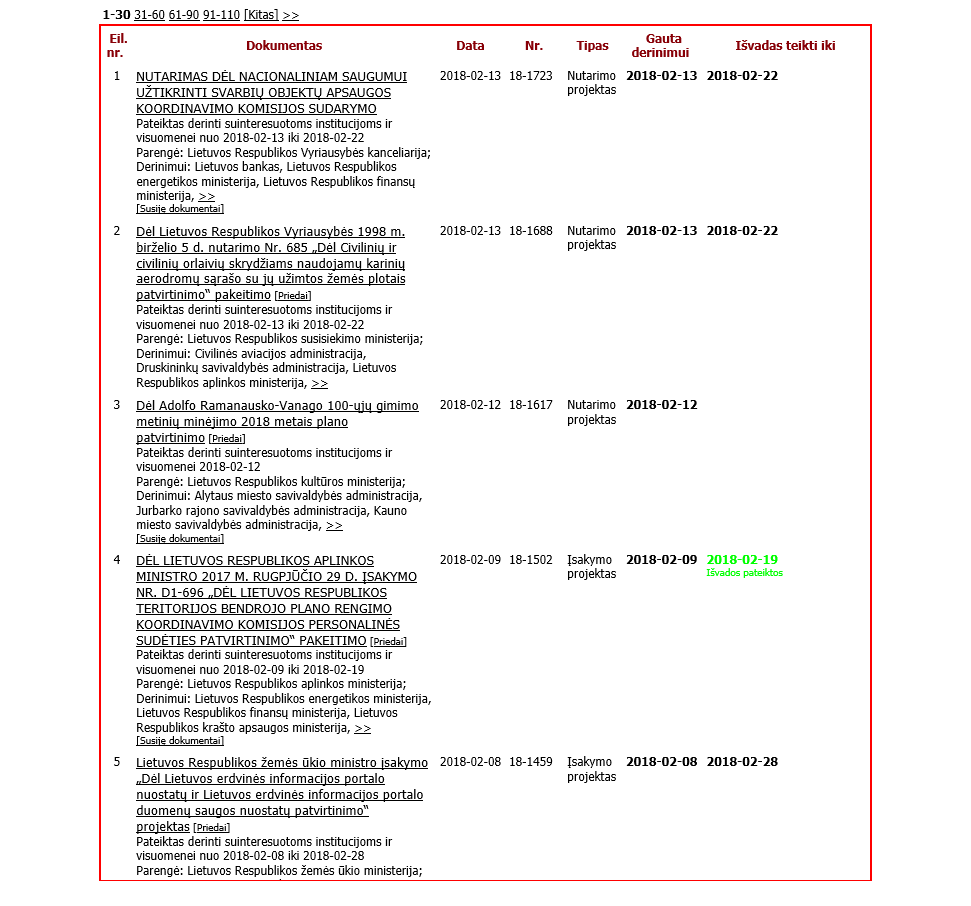 1-30 31-60 61-90 91-110 [Kitas] >>
Eil. nr. Dokumentas Data Nr. Tipas Gauta derinimui Išvadas teikti iki
1 NUTARIMAS DĖL NACIONALINIAM SAUGUMUI 2018-02-13 18-1723 Nutarimo 2018-02-13 2018-02-22
UŽTIKRINTI SVARBIŲ OBJEKTŲ APSAUGOS projektas
KOORDINAVIMO KOMISIJOS SUDARYMO
Pateiktas derinti suinteresuotoms institucijoms ir
visuomenei nuo 2018-02-13 iki 2018-02-22
Parengė: Lietuvos Respublikos Vyriausybės kanceliarija;
Derinimui: Lietuvos bankas, Lietuvos Respublikos
energetikos ministerija, Lietuvos Respublikos finansų
ministerija, >>
[Susiję dokumentai]
2 Dėl Lietuvos Respublikos Vyriausybės 1998 m. 2018-02-13 18-1688 Nutarimo 2018-02-13 2018-02-22
birželio 5 d. nutarimo Nr. 685 „Dėl Civilinių ir projektas
civilinių orlaivių skrydžiams naudojamų karinių
aerodromų sąrašo su jų užimtos žemės plotais
patvirtinimo“ pakeitimo [Priedai]
Pateiktas derinti suinteresuotoms institucijoms ir
visuomenei nuo 2018-02-13 iki 2018-02-22
Parengė: Lietuvos Respublikos susisiekimo ministerija;
Derinimui: Civilinės aviacijos administracija,
Druskininkų savivaldybės administracija, Lietuvos
Respublikos aplinkos ministerija, >>
3 Dėl Adolfo Ramanausko-Vanago 100-ųjų gimimo 2018-02-12 18-1617 Nutarimo 2018-02-12
metinių minėjimo 2018 metais plano projektas
patvirtinimo [Priedai]
Pateiktas derinti suinteresuotoms institucijoms ir
visuomenei 2018-02-12
Parengė: Lietuvos Respublikos kultūros ministerija;
Derinimui: Alytaus miesto savivaldybės administracija,
Jurbarko rajono savivaldybės administracija, Kauno
miesto savivaldybės administracija, >>
[Susiję dokumentai]
4 DĖL LIETUVOS RESPUBLIKOS APLINKOS 2018-02-09 18-1502 Įsakymo 2018-02-09 2018-02-19
MINISTRO 2017 M. RUGPJŪČIO 29 D. ĮSAKYMO projektas Išvados pateiktos
NR. D1-696 „DĖL LIETUVOS RESPUBLIKOS
TERITORIJOS BENDROJO PLANO RENGIMO
KOORDINAVIMO KOMISIJOS PERSONALINĖS
SUDĖTIES PATVIRTINIMO“ PAKEITIMO [Priedai]
Pateiktas derinti suinteresuotoms institucijoms ir
visuomenei nuo 2018-02-09 iki 2018-02-19
Parengė: Lietuvos Respublikos aplinkos ministerija;
Derinimui: Lietuvos Respublikos energetikos ministerija,
Lietuvos Respublikos finansų ministerija, Lietuvos
Respublikos krašto apsaugos ministerija, >>
[Susiję dokumentai]
5 Lietuvos Respublikos žemės ūkio ministro įsakymo 2018-02-08 18-1459 Įsakymo 2018-02-08 2018-02-28
„Dėl Lietuvos erdvinės informacijos portalo projektas
nuostatų ir Lietuvos erdvinės informacijos portalo
duomenų saugos nuostatų patvirtinimo“
projektas [Priedai]
Pateiktas derinti suinteresuotoms institucijoms ir
visuomenei nuo 2018-02-08 iki 2018-02-28
Parengė: Lietuvos Respublikos žemės ūkio ministerija;